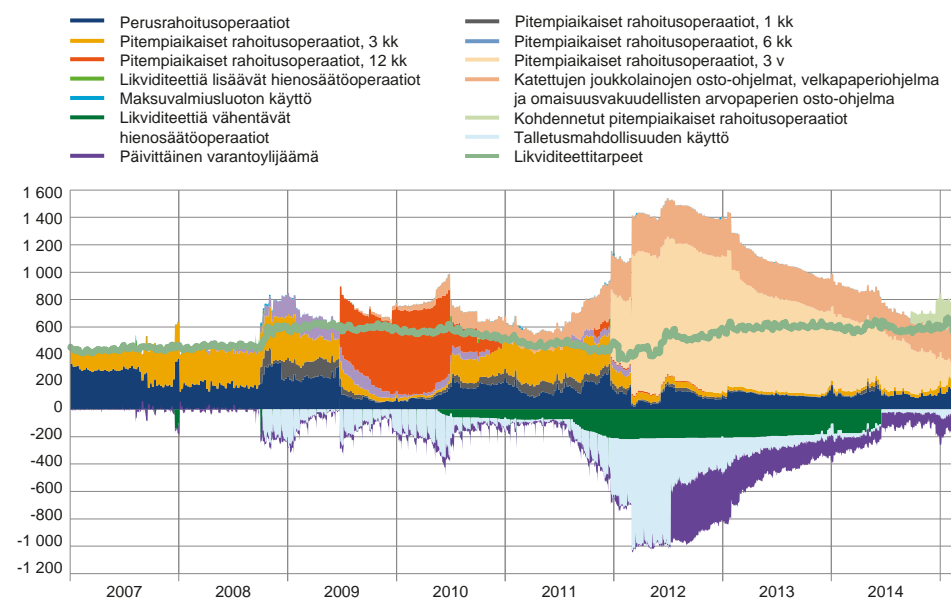 Perusrahoitusoperaatiot
Pitempiaikaiset rahoitusoperaatiot, 3 kk
Pitempiaikaiset rahoitusoperaatiot, 12 kk
Likviditeettiä lisäävät hienosäätöoperaatiot
Maksuvalmiusluoton käyttö
Likviditeettiä vähentävät
hienosäätöoperaatiot
Päivittäinen varantoylijäämä
Pitempiaikaiset rahoitusoperaatiot, 1 kk
Pitempiaikaiset rahoitusoperaatiot, 6 kk
Pitempiaikaiset rahoitusoperaatiot, 3 v
Katettujen joukkolainojen osto-ohjelmat, velkapaperiohjelma
ja omaisuusvakuudellisten arvopaperien osto-ohjelma
Kohdennetut pitempiaikaiset rahoitusoperaatiot
Talletusmahdollisuuden käyttö
Likviditeettitarpeet
1 600
1 400
1 200
1 000
800
600
400
200
0
-200
-400
-600
-800
-1 000
-1 200
2007 2008 2009 2010 2011 2012 2013 2014